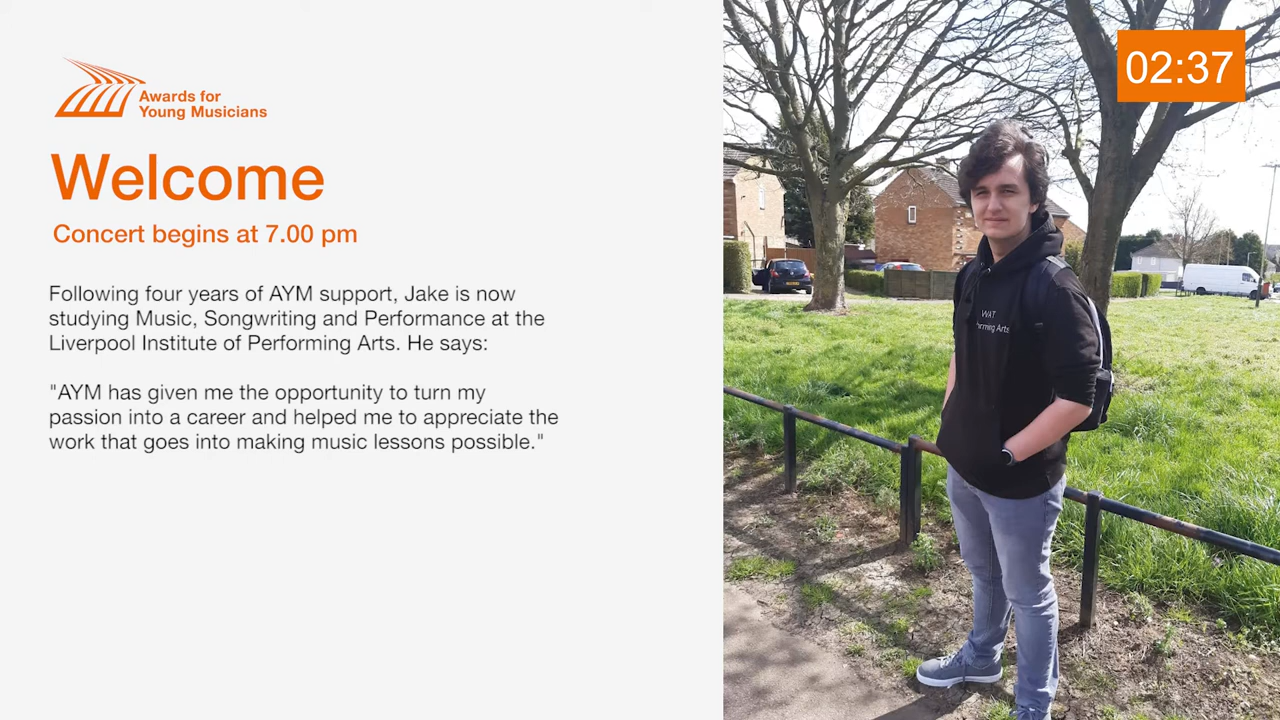 Awards for
Young Musicians
Welcome
Concert begins at 7.00 pm
Following four years of AYM support, Jake is now
studying Music, Songwriting and Performance at the
Liverpool Institute of Performing Arts. He says:
"AYM has given me the opportunity to turn my
passion into a career and helped me to appreciate the
work that goes into making music lessons possible."
02:37
WAT
orming Arts